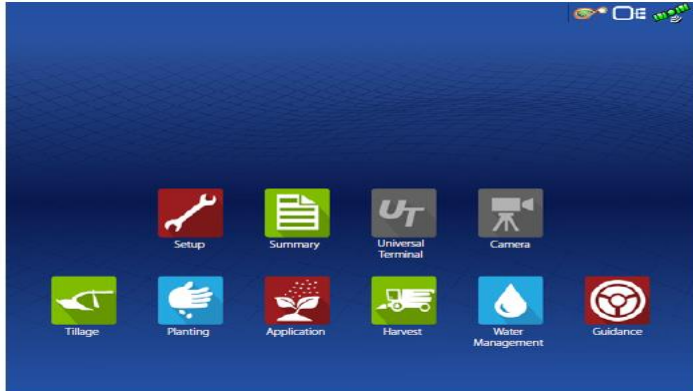 UT
Setup
Summary
Universal
Terminal
Camera
Tillage
Planting
Application
Harvest
Water
Management
Guidance